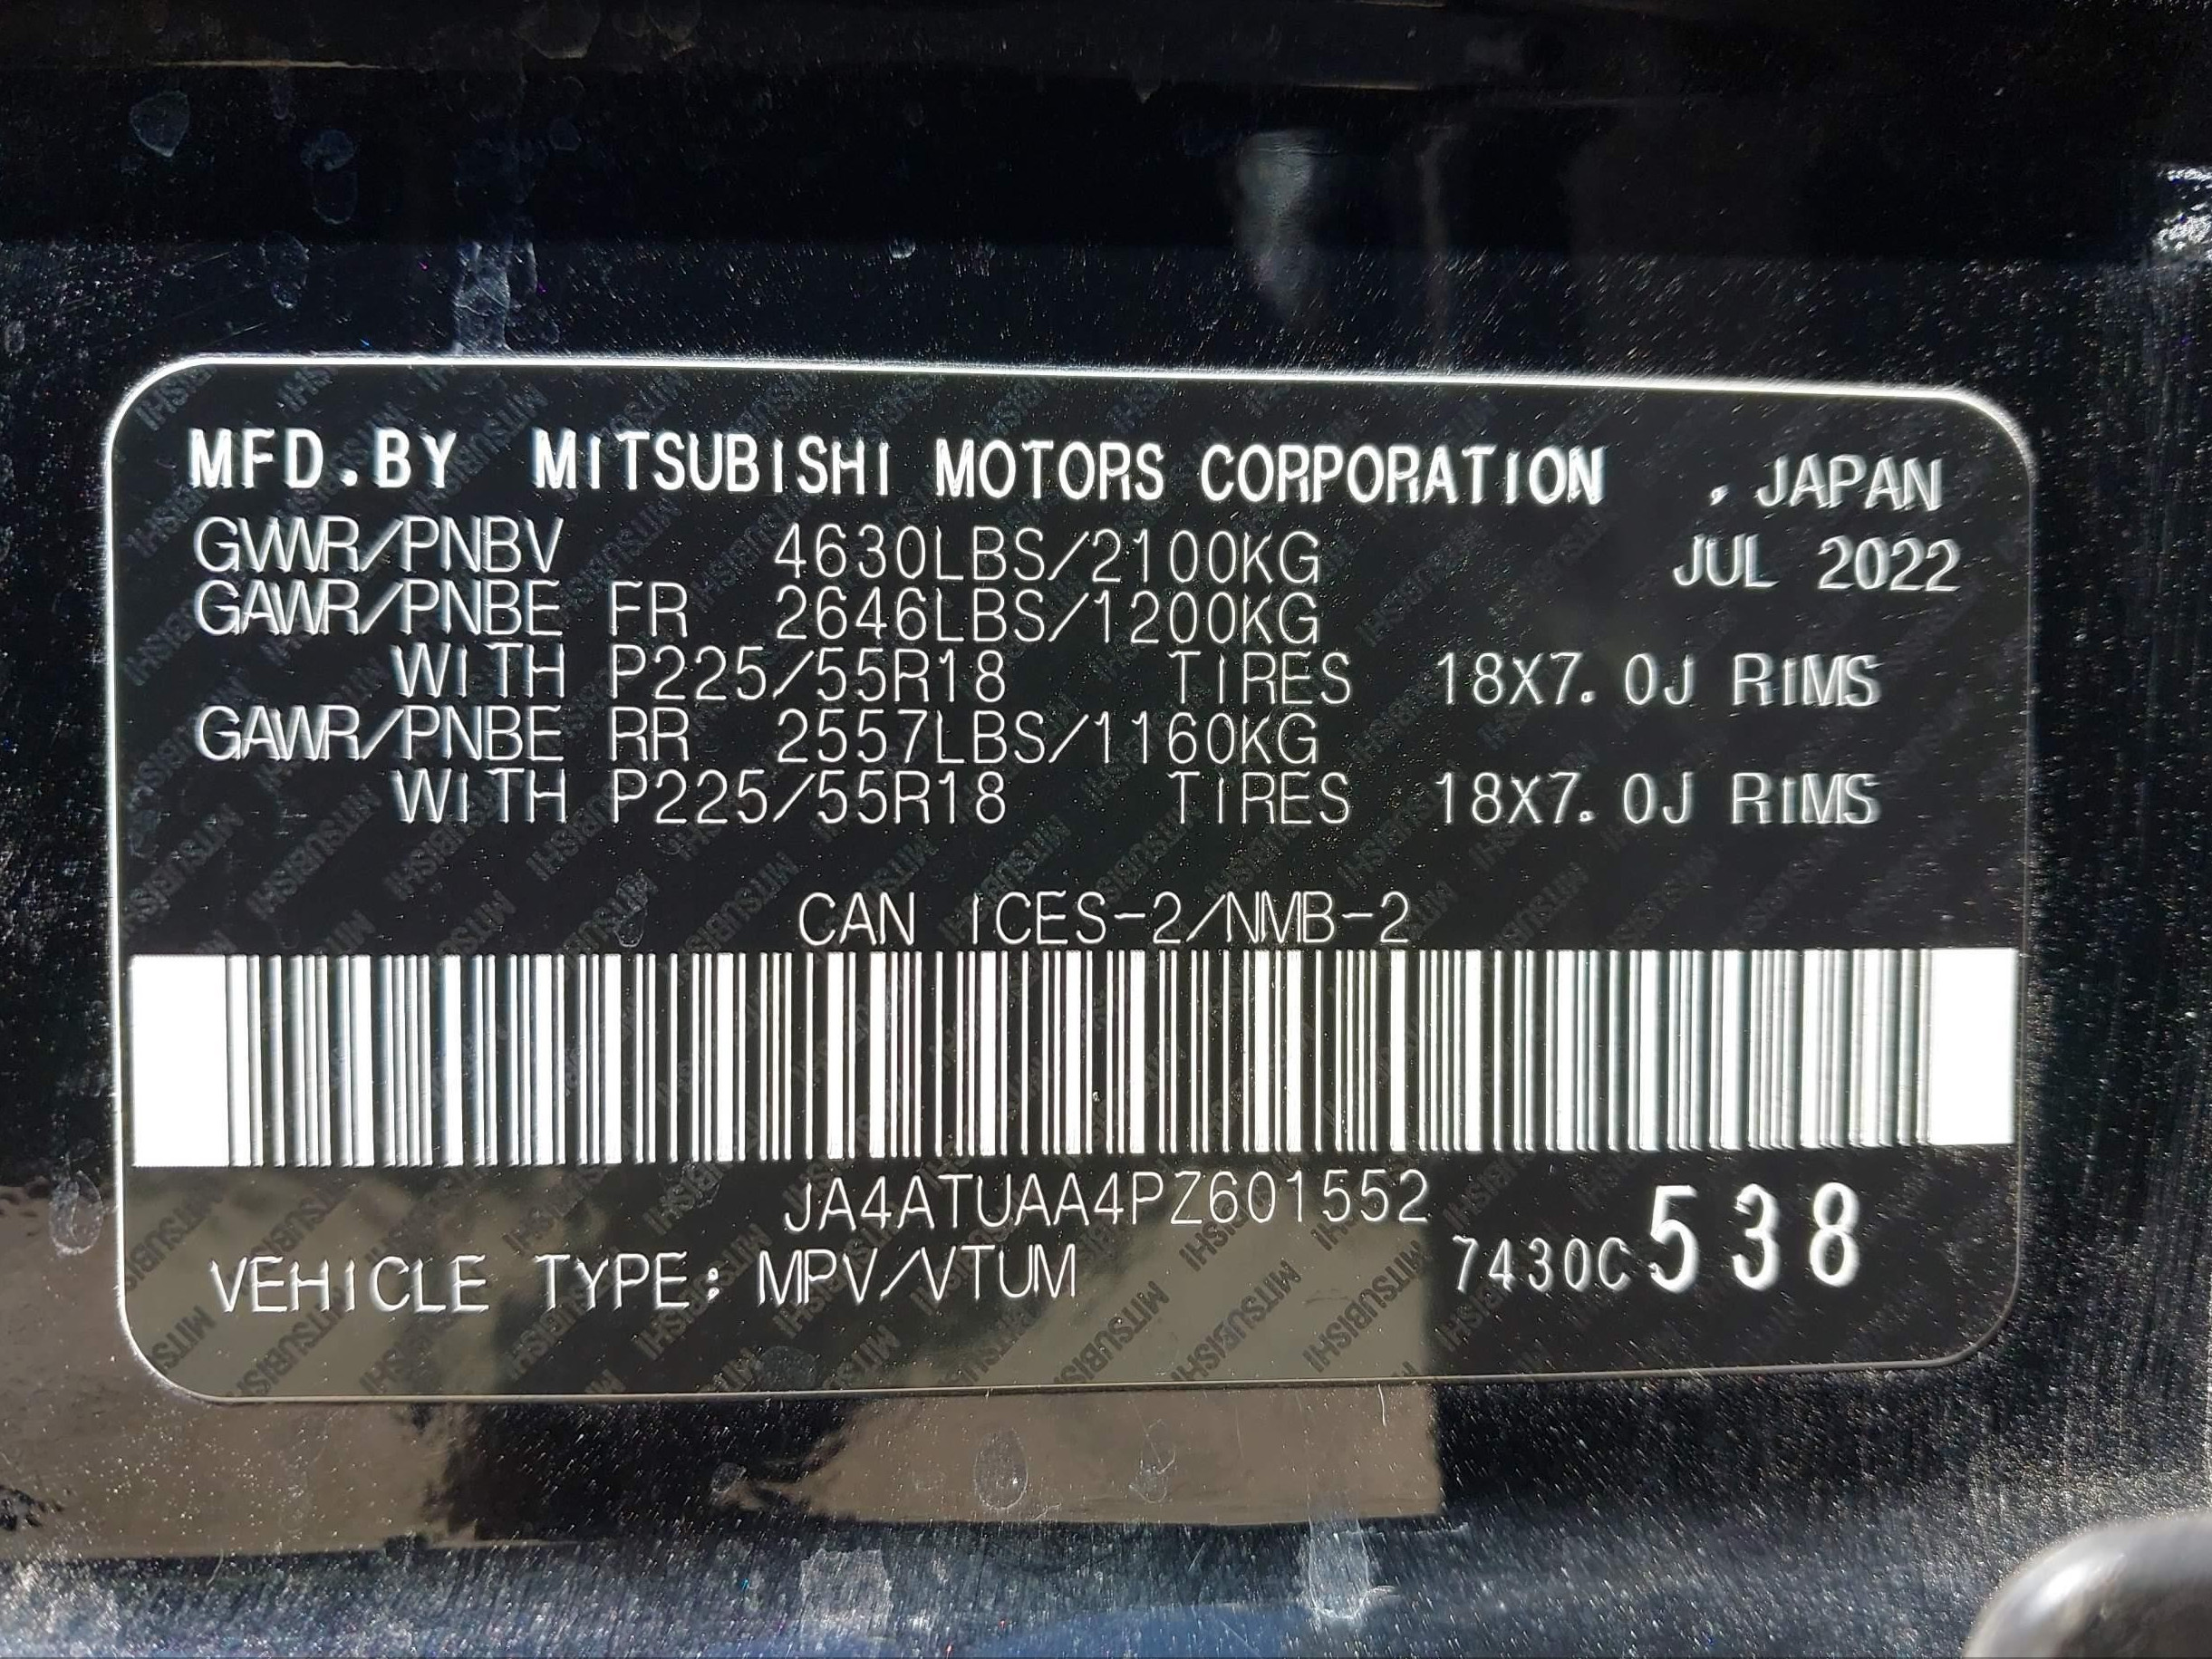 MFD.BY MITSUBISHI MOTORS CORPORATION , JAPAN
GVWR/PNBV 4630LBS/2100KG JUL 2022
GAWR/PNBE FR 2646LBS/1200KG
WITH P225/55R18 TIRES 18X7.0J RIMS
GAWR/PNBE RR 2557LBS/1160KG
WITH P225/55R18 TIRES 18X7.0J RIMS
CAN ICES-2/NMB-2
JA4ATUAA4PZ601552
VEHICLE TYPE: MPV/VTUM 7430C 538